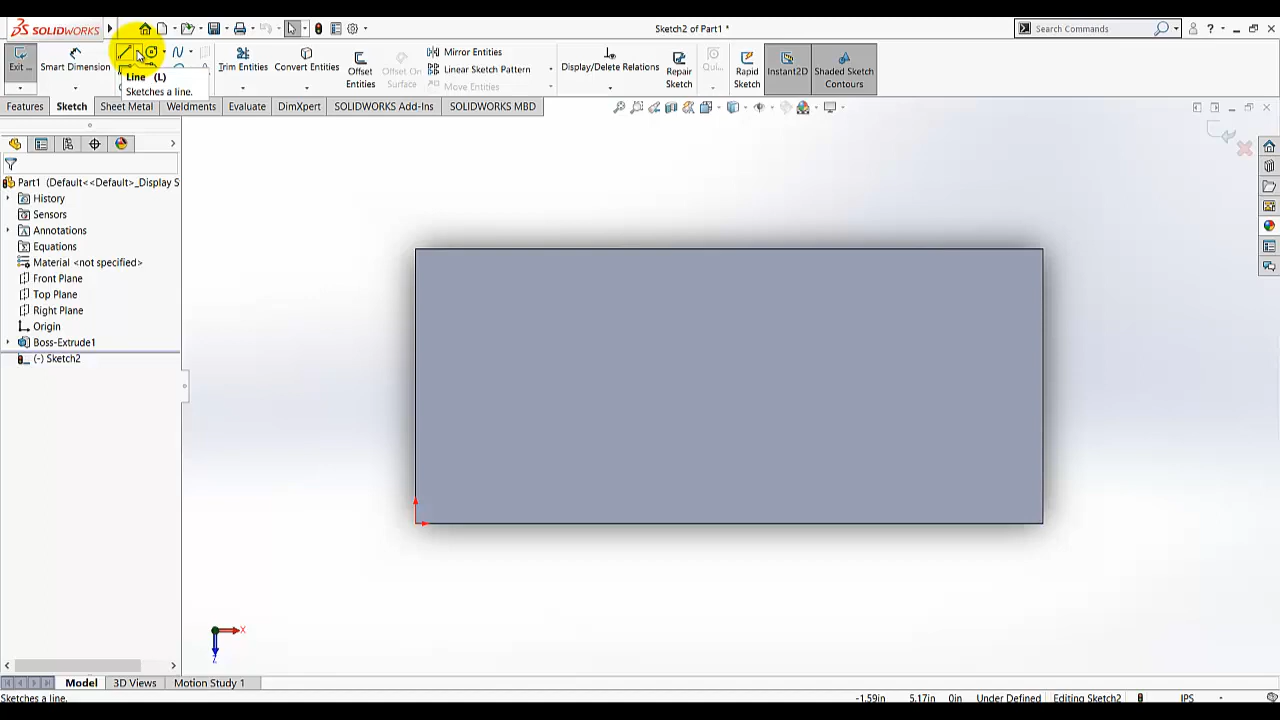 SOLIDWORKS
Sketch2 of Part1 *
Search Commands
?
Exit ...
Smart Dimension
Line (L)
Sketches a line.
Trim Entities
Convert Entities
Offset
Entities
Offset On
Surface
Mirror Entities
Linear Sketch Pattern
Move Entities
Display/Delete Relations
Repair
Sketch
Qui...
Rapid
Sketch
Instant2D
Shaded Sketch
Contours
Features
Sketch
Sheet Metal
Weldments
Evaluate
DimXpert
SOLIDWORKS Add-Ins
SOLIDWORKS MBD
Part1 (Default<<Default>_Display S
History
Sensors
Annotations
Equations
Material <not specified>
Front Plane
Top Plane
Right Plane
Origin
Boss-Extrude1
(-) Sketch2
X
Z
Model
3D Views
Motion Study 1
Sketches a line.
-1.59in
5.17in
0in
Under Defined
Editing Sketch2
IPS